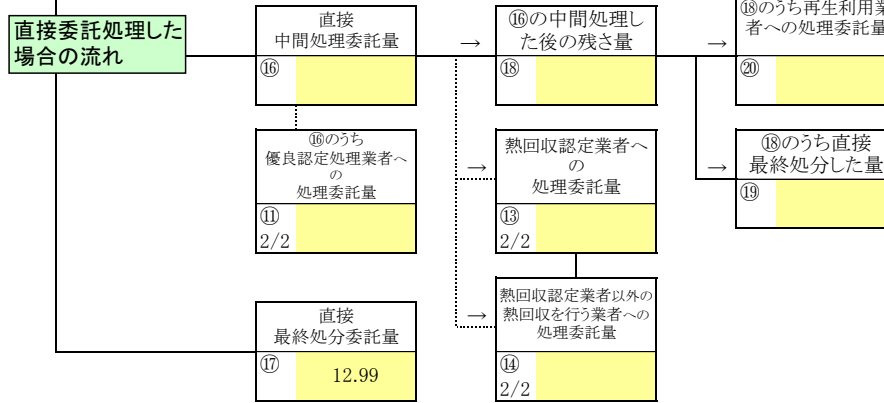 直接委託処理した
場合の流れ
直接
中間処理委託量
⑯
→
⑯の中間処理し
た後の残さ量
⑱
→
⑱のうち再生利用業
者への処理委託量
⑳
⑯のうち
優良認定処理業者へ
の
処理委託量
⑪
2/2
→
熱回収認定業者へ
の
処理委託量
⑬
2/2
→
⑱のうち直接
最終処分した量
⑲
直接
最終処分委託量
⑰
12.99
→
熱回収認定業者以外の
熱回収を行う業者への
処理委託量
⑭
2/2